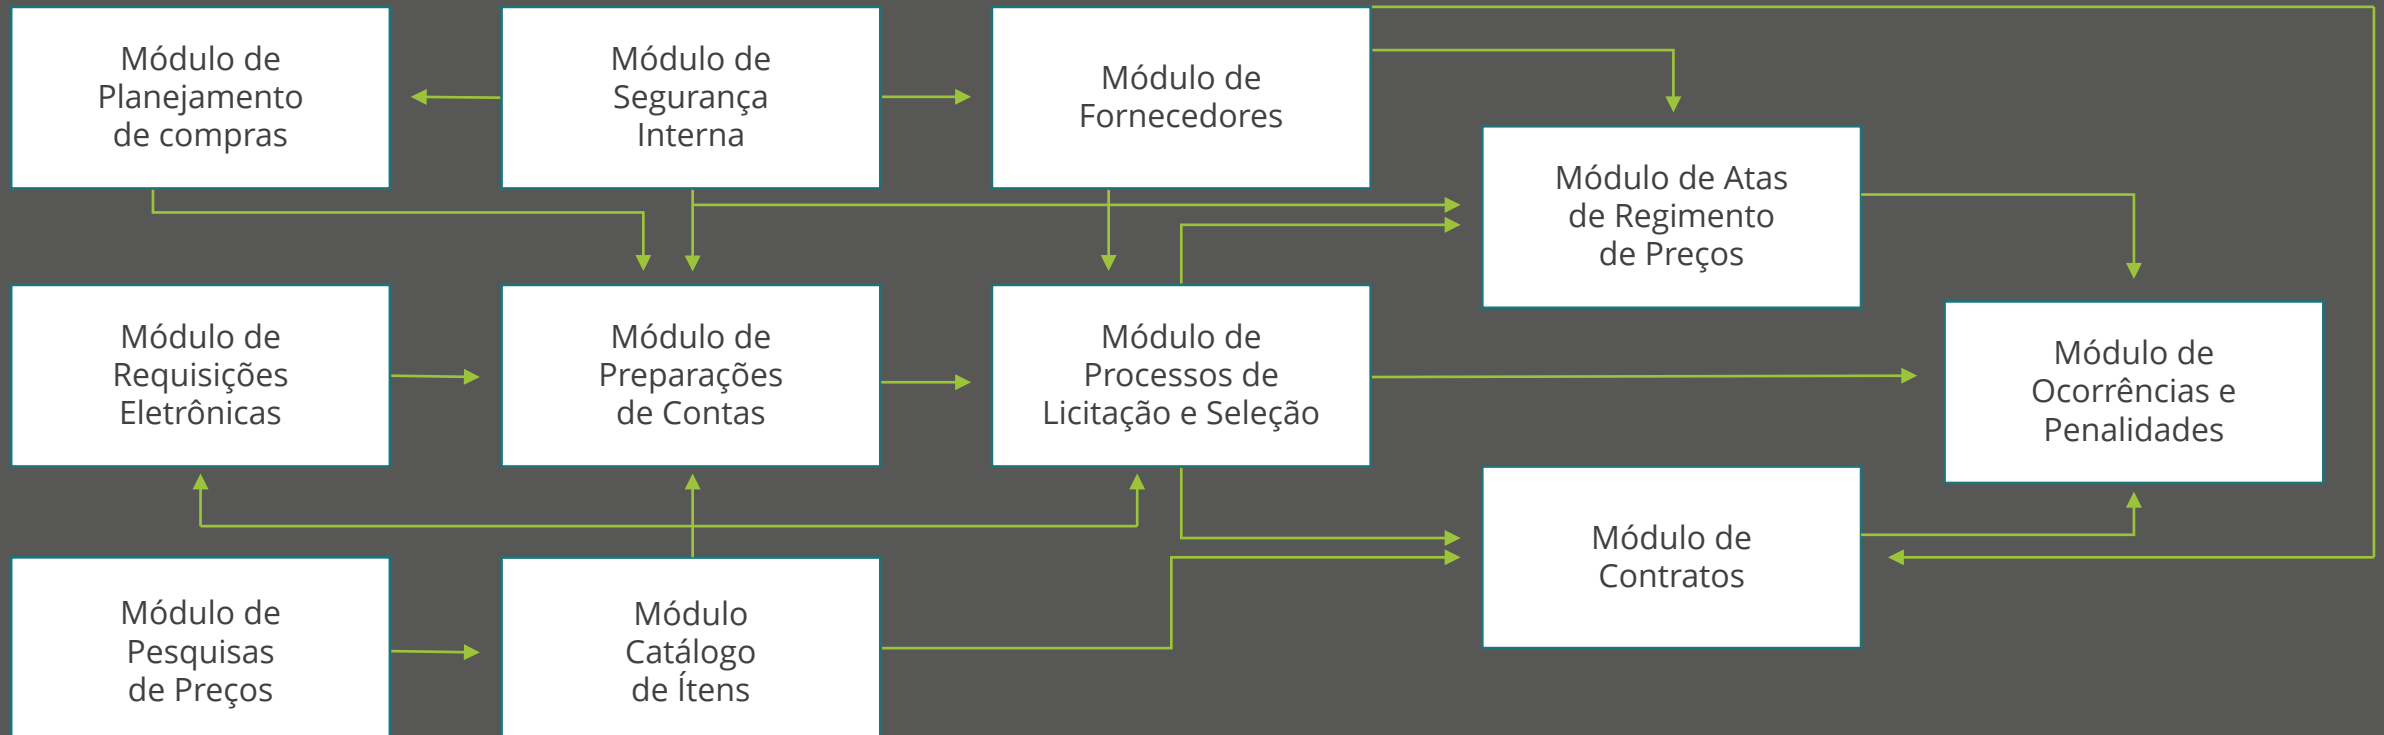 Módulo de
Planejamento
de compras
Módulo de
Segurança
Interna
Módulo de
Fornecedores
Módulo de Atas
de Regimento
de Preços
Módulo de
Requisições
Eletrônicas
Módulo de
Preparações
de Contas
Módulo de
Processos de
Licitação e Seleção
Módulo de
Ocorrências e
Penalidades
Módulo de
Contratos
Módulo de
Pesquisas
de Preços
Módulo
Catálogo
de Ítens